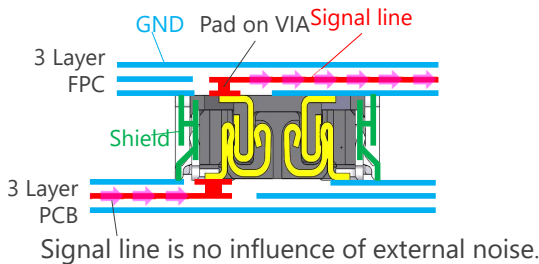 GND
Pad on VIA
Signal line
3 Layer
FPC
Shield
3 Layer
PCB
Signal line is no influence of external noise.